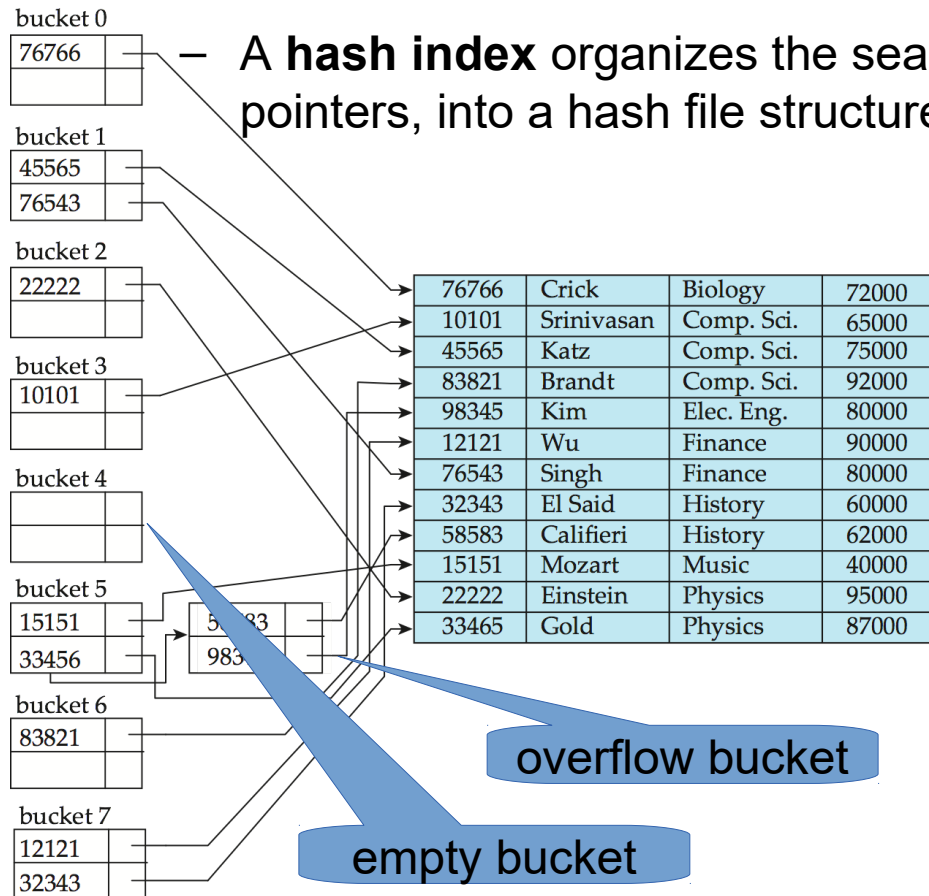 bucket 0
76766
– A hash index organizes the sea
pointers, into a hash file structure
bucket 1
45565
76543
bucket 2
22222
bucket 3
10101
bucket 4
bucket 5
15151
33456
bucket 6
83821
bucket 7
12121
32343
76766 Crick Biology 72000
10101 Srinivasan Comp. Sci. 65000
45565 Katz Comp. Sci. 75000
83821 Brandt Comp. Sci. 92000
98345 Kim Elec. Eng. 80000
12121 Wu Finance 90000
76543 Singh Finance 80000
32343 El Said History 60000
58583 Califieri History 62000
15151 Mozart Music 40000
22222 Einstein Physics 95000
33465 Gold Physics 87000
overflow bucket
empty bucket